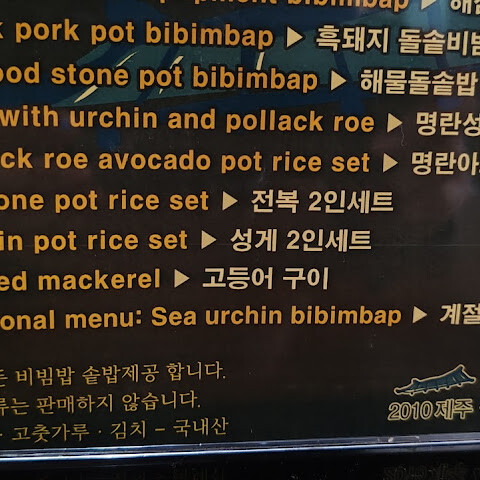 bibimbap ▶
k pork pot bibimbap ▶ 흑돼지 돌솥비빔
ood stone pot bibimbap ▶ 해물돌솥밥
with urchin and pollack roe ▶ 명란성
ck roe avocado pot rice set ▶ 명란아
one pot rice set ▶ 전복 2인세트
in pot rice set ▶ 성게 2인세트
ed mackerel ▶ 고등어 구이
onal menu: Sea urchin bibimbap ▶ 계절
든 비빔밥 솥밥제공 합니다.
류는 판매하지 않습니다.
· 고춧가루 · 김치 - 국내산
2010 제주